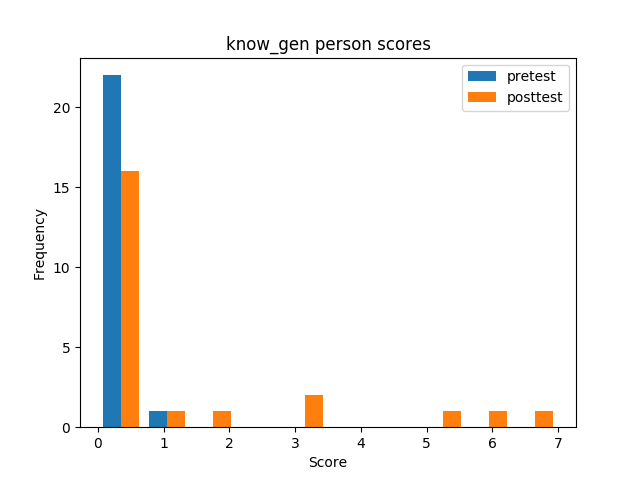 know_gen person scores
pretest
posttest
20
15
10
5
0
Frequency
0 1 2 3 4 5 6 7
Score